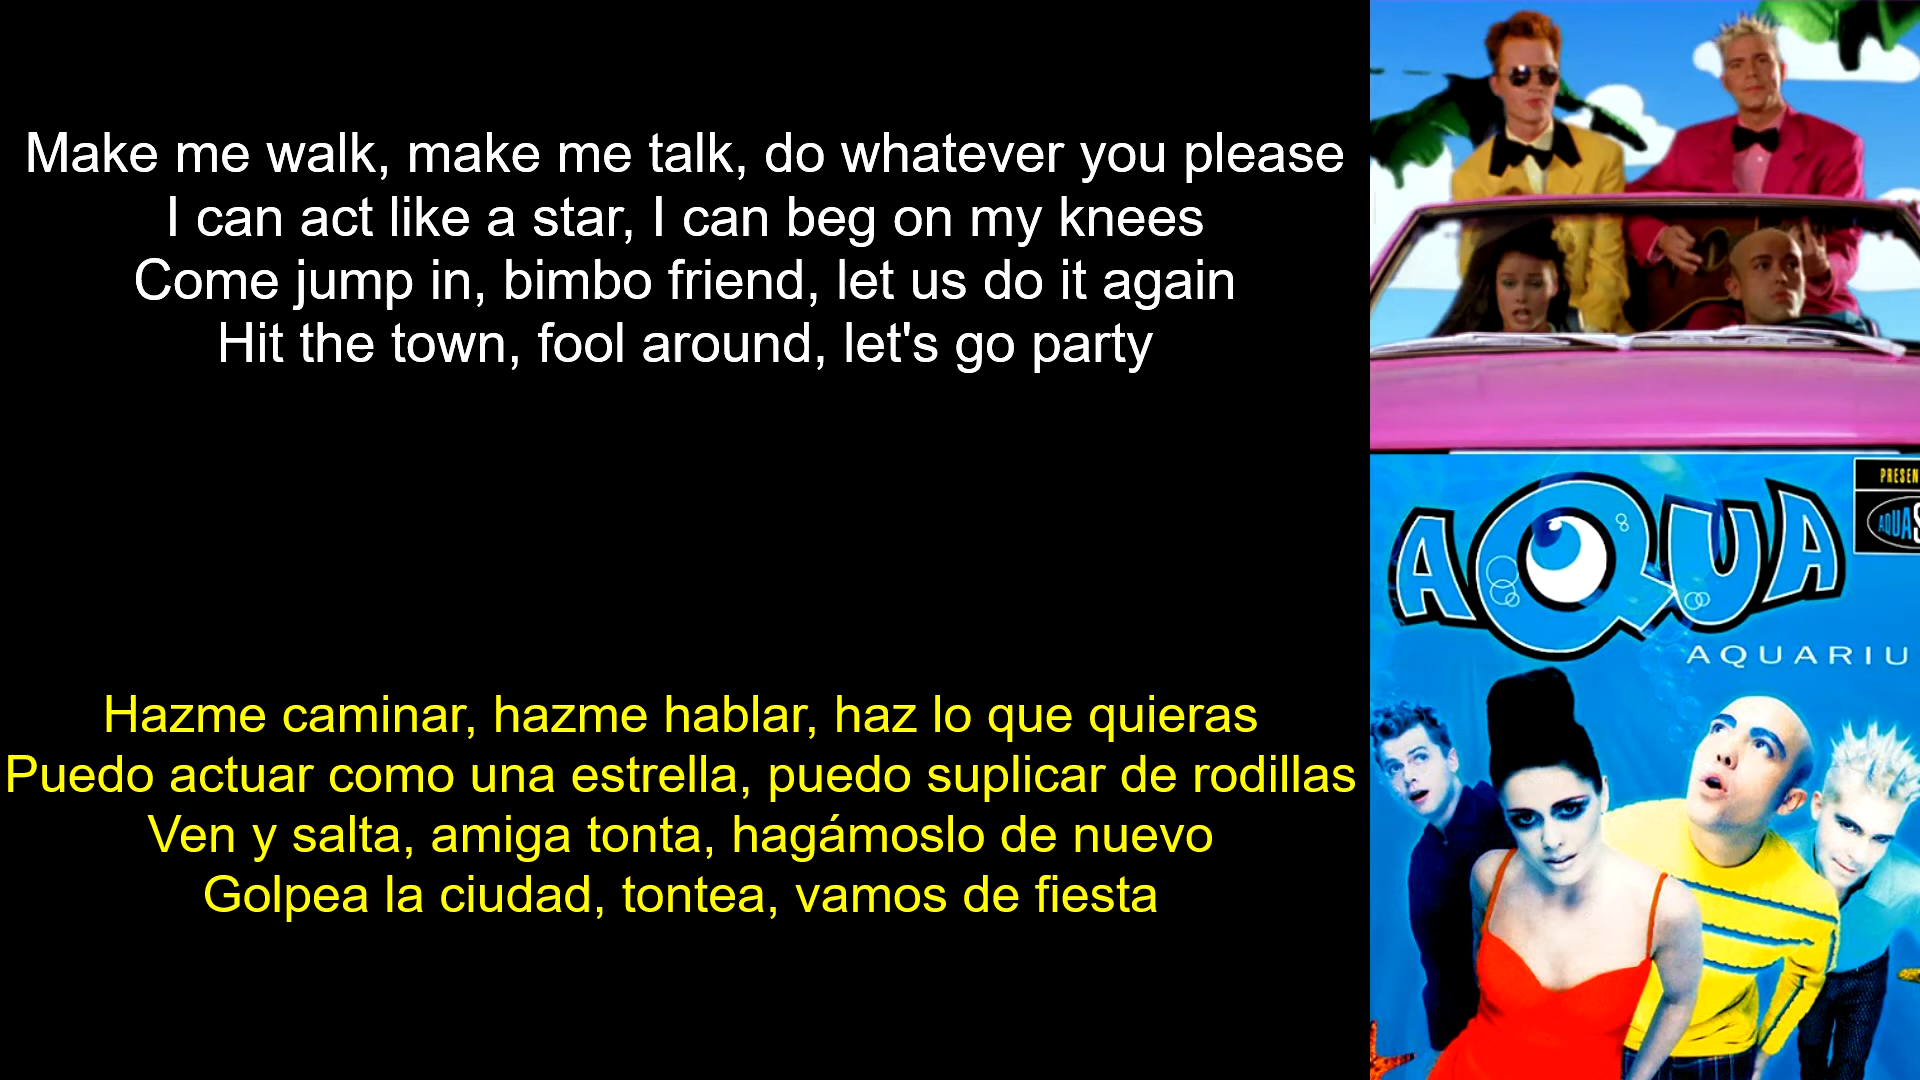 Make me walk, make me talk, do whatever you please
I can act like a star, I can beg on my knees
Come jump in, bimbo friend, let us do it again
Hit the town, fool around, let's go party
Hazme caminar, hazme hablar, haz lo que quieras
Puedo actuar como una estrella, puedo suplicar de rodillas
Ven y salta, amiga tonta, hagámoslo de nuevo
Golpea la ciudad, tontea, vamos de fiesta
PRESEN
AQUAS
AQUA
AQUARIU